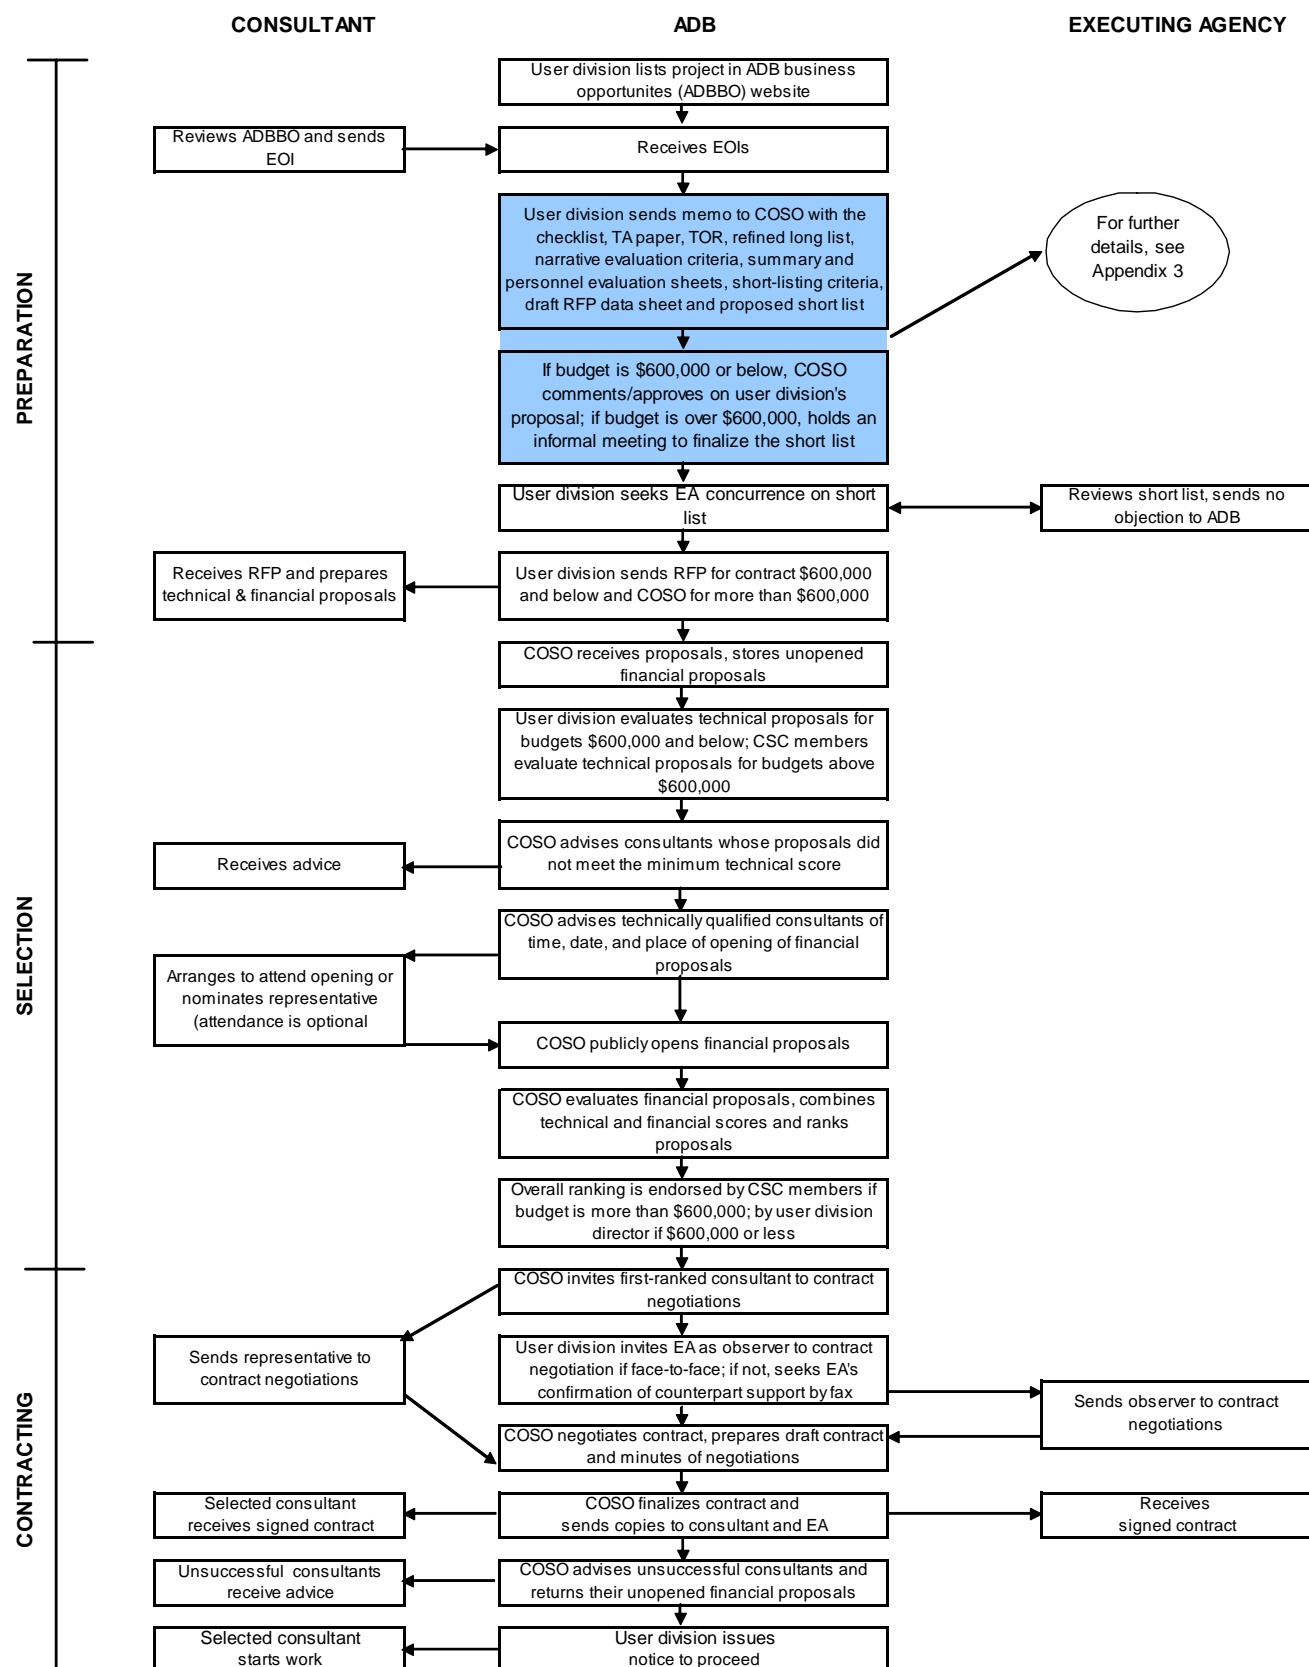 CONSULTANT
ADB
EXECUTING AGENCY
PREPARATION
User division lists project in ADB business
opportunites (ADBBO) website
Reviews ADBBO and sends
EOI
Receives EOIs
User division sends memo to COSO with the
checklist, TA paper, TOR, refined long list,
narrative evaluation criteria, summary and
personnel evaluation sheets, short-listing criteria,
draft RFP data sheet and proposed short list
For further
details, see
Appendix 3
If budget is $600,000 or below, COSO
comments/approves on user division's
proposal; if budget is over $600,000, holds an
informal meeting to finalize the short list
User division seeks EA concurrence on short
list
Reviews short list, sends no
objection to ADB
Receives RFP and prepares
technical & financial proposals
User division sends RFP for contract $600,000
and below and COSO for more than $600,000
SELECTION
COSO receives proposals, stores unopened
financial proposals
User division evaluates technical proposals for
budgets $600,000 and below; CSC members
evaluate technical proposals for budgets above
$600,000
Receives advice
COSO advises consultants whose proposals did
not meet the minimum technical score
COSO advises technically qualified consultants of
time, date, and place of opening of financial
proposals
Arranges to attend opening or
nominates representative
(attendance is optional
COSO publicly opens financial proposals
COSO evaluates financial proposals, combines
technical and financial scores and ranks
proposals
Overall ranking is endorsed by CSC members if
budget is more than $600,000; by user division
director if $600,000 or less
CONTRACTING
COSO invites first-ranked consultant to contract
negotiations
Sends representative to
contract negotiations
User division invites EA as observer to contract
negotiation if face-to-face; if not, seeks EA's
confirmation of counterpart support by fax
Sends observer to contract
negotiations
COSO negotiates contract, prepares draft contract
and minutes of negotiations
Selected consultant
receives signed contract
COSO finalizes contract and
sends copies to consultant and EA
Receives
signed contract
Unsuccessful consultants
receive advice
COSO advises unsuccessful consultants and
returns their unopened financial proposals
Selected consultant
starts work
User division issues
notice to proceed